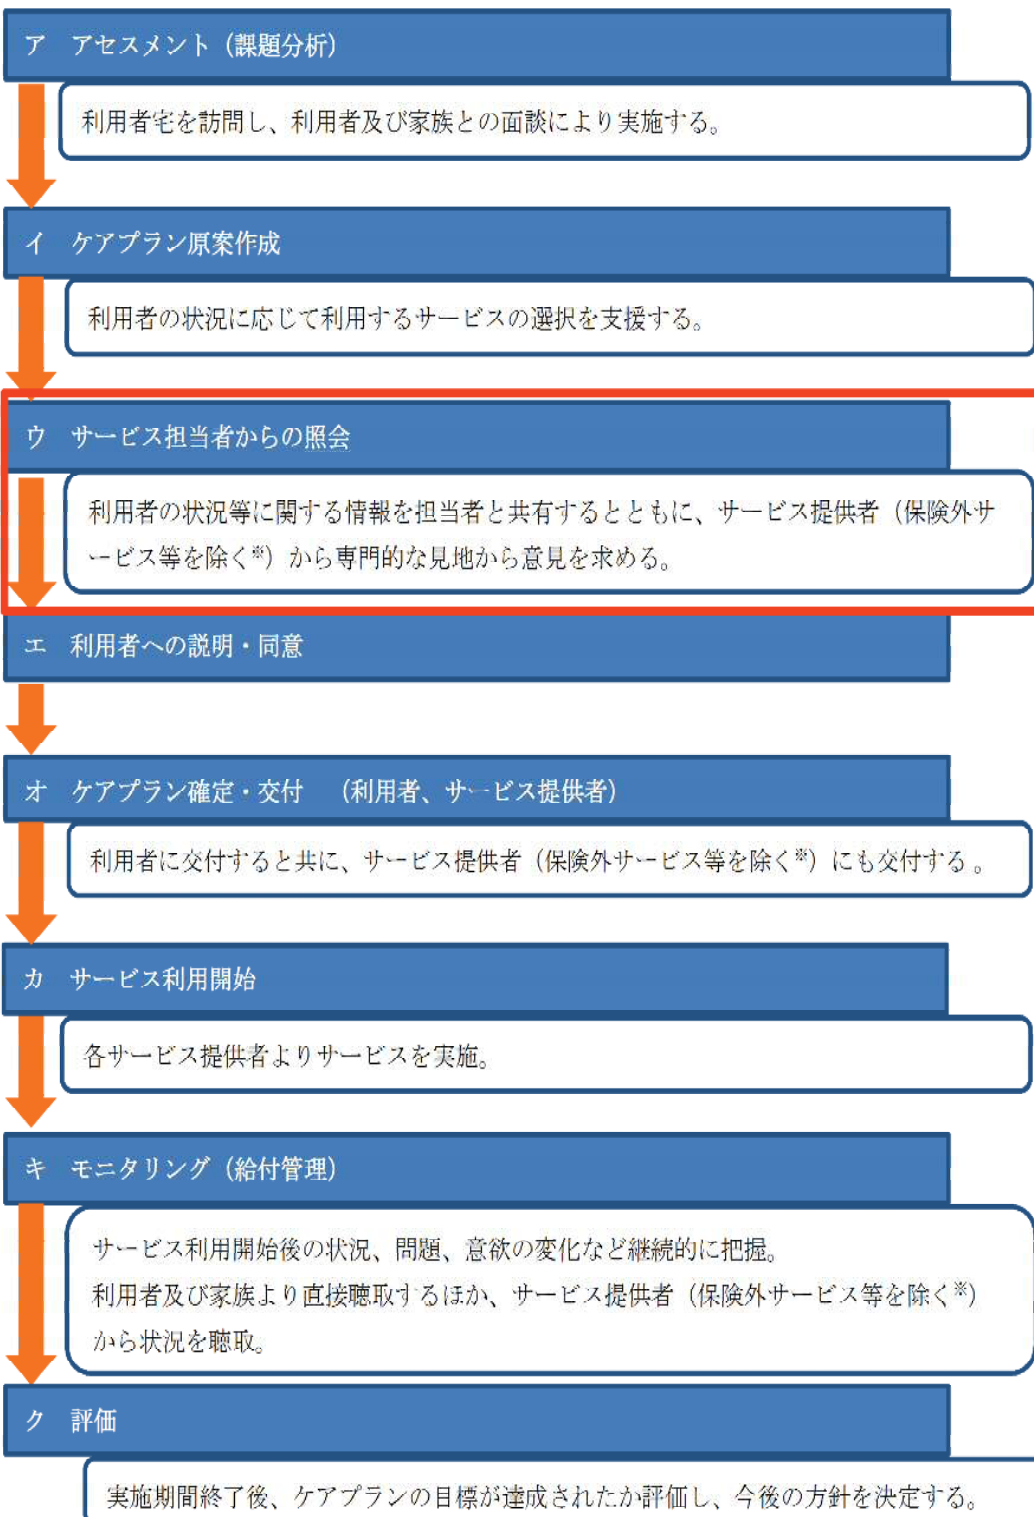 ア アセスメント（課題分析）
利用者宅を訪問し、利用者及び家族との面談により実施する。
イ ケアプラン原案作成
利用者の状況に応じて利用するサービスの選択を支援する。
ウ サービス担当者からの照会
利用者の状況等に関する情報を担当者と共有するとともに、サービス提供者（保険外サ
ービス等を除く※）から専門的な見地から意見を求める。
エ 利用者への説明・同意
オ ケアプラン確定・交付 （利用者、サービス提供者）
利用者に交付すると共に、サービス提供者（保険外サービス等を除く※）にも交付する。
カ サービス利用開始
各サービス提供者よりサービスを実施。
キ モニタリング（給付管理）
サービス利用開始後の状況、問題、意欲の変化など継続的に把握。
利用者及び家族より直接聴取するほか、サービス提供者（保険外サービス等を除く※）
から状況を聴取。
ク 評価
実施期間終了後、ケアプランの目標が達成されたか評価し、今後の方針を決定する。